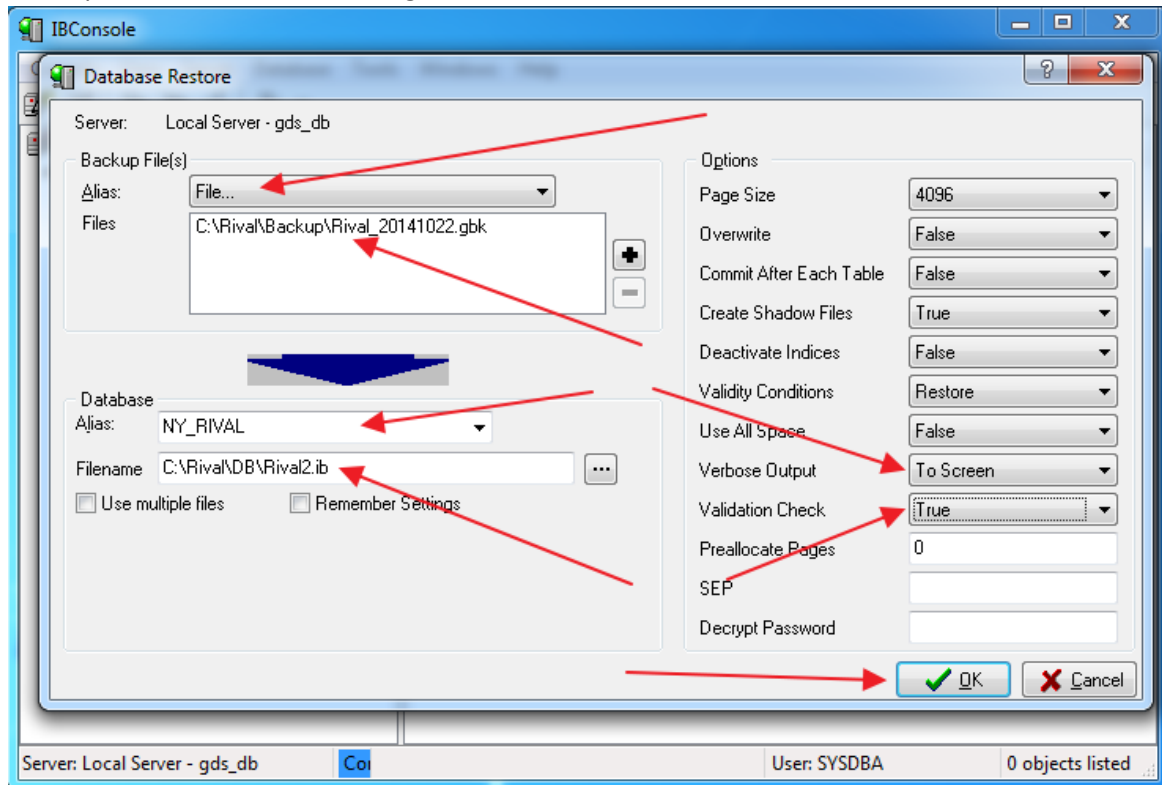 IBConsole
Database Restore
Server: Local Server - gds_db
Backup File(s)
Alias: File...
Files C:\Rival\Backup\Rival_20141022.gbk
Database
Alias: NY_RIVAL
Filename C:\Rival\DB\Rival2.ib ...
Use multiple files Remember Settings
Options
Page Size 4096
Overwrite False
Commit After Each Table False
Create Shadow Files True
Deactivate Indices False
Validity Conditions Restore
Use All Space False
Verbose Output To Screen
Validation Check True
Preallocate Pages 0
SEP
Decrypt Password
OK Cancel
Server: Local Server - gds_db User: SYSDBA 0 objects listed